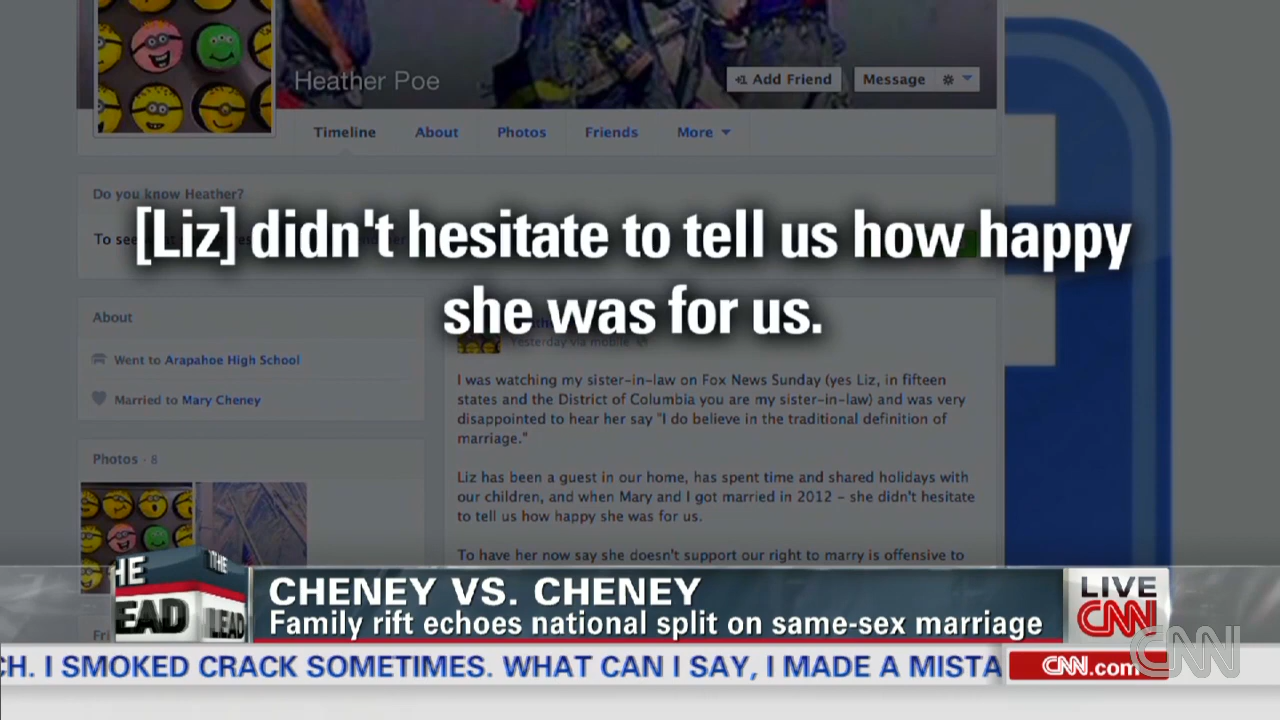 Heather Poe
+1 Add Friend
Message
Timeline About Photos Friends More
Do you know Heather?
To see
[Liz] didn't hesitate to tell us how happy
she was for us.
About
Went to Arapahoe High School
Married to Mary Cheney
Photos · 8
Yesterday via mobile
I was watching my sister-in-law on Fox News Sunday (yes Liz, in fifteen
states and the District of Columbia you are my sister-in-law) and was very
disappointed to hear her say "I do believe in the traditional definition of
marriage."
Liz has been a guest in our home, has spent time and shared holidays with
our children, and when Mary and I got married in 2012 – she didn't hesitate
to tell us how happy she was for us.
To have her now say she doesn't support our right to marry is offensive to
THE
LEAD
THE
LEAD
CHENEY VS. CHENEY
Family rift echoes national split on same-sex marriage
LIVE
CNN
CH. I SMOKED CRACK SOMETIMES. WHAT CAN I SAY, I MADE A MISTA
CNN.com
CNN